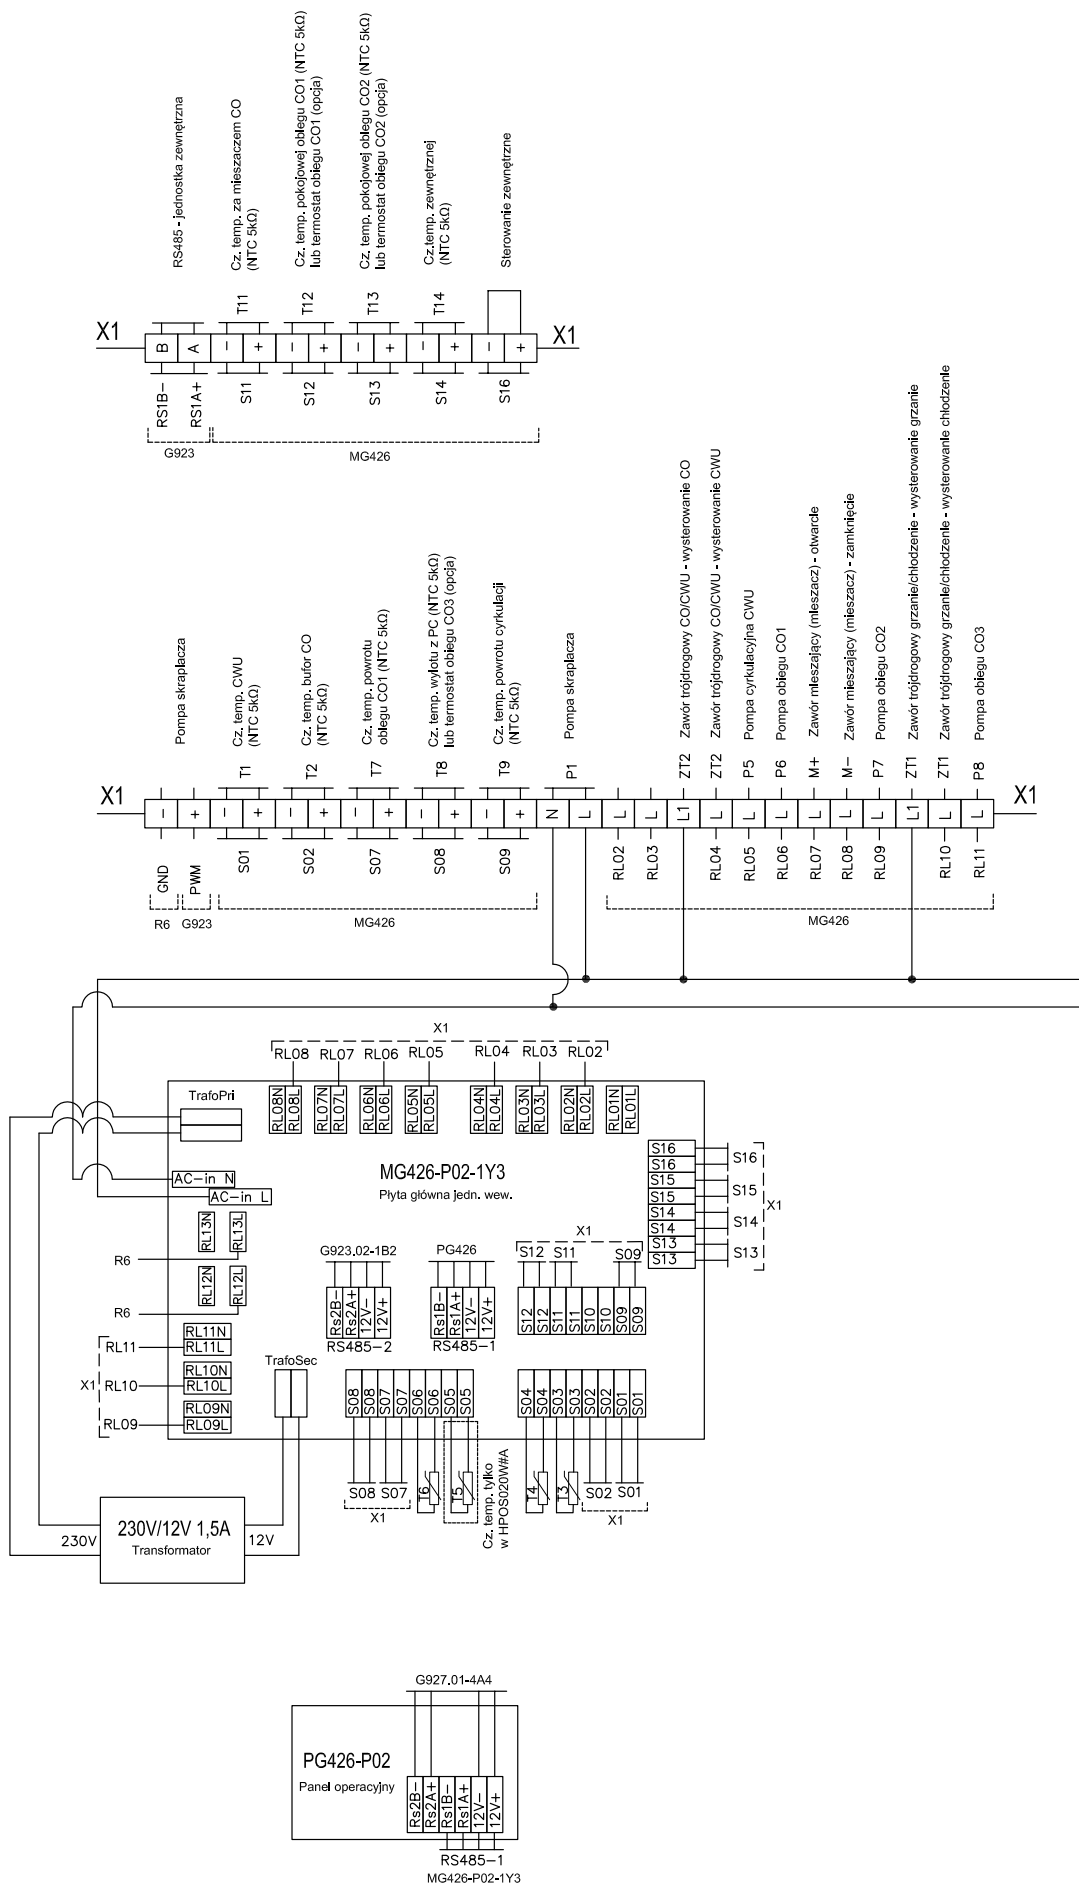 RS485 - jednostka zewnętrzna
Cz. temp. za mieszaczem CO
(NTC 5kΩ)
Cz. temp. pokojowej obiegu CO1 (NTC 5kΩ)
lub termostat obiegu CO1 (opcja)
Cz. temp. pokojowej obiegu CO2 (NTC 5kΩ)
lub termostat obiegu CO2 (opcja)
Cz.temp. zewnętrznej
(NTC 5kΩ)
Sterowanie zewnętrzne
T11 T12 T13 T14
X1 B A - + - + - + - + - + X1
RS1B- RS1A+ S11 S12 S13 S14 S16
G923 MG426
Pompa skraplacza
Cz. temp. CWU
(NTC 5kΩ)
Cz. temp. bufor CO
(NTC 5kΩ)
Cz. temp. powrotu
obiegu CO1 (NTC 5kΩ)
Cz. temp. wylotu z PC (NTC 5kΩ)
lub termostat obiegu CO3 (opcja)
Cz. temp. powrotu cyrkulacji
(NTC 5kΩ)
Pompa skraplacza
Zawór trójdrogowy CO/CWU - wysterowanie CO
Zawór trójdrogowy CO/CWU - wysterowanie CWU
Pompa cyrkulacyjna CWU
Pompa obiegu CO1
Zawór mieszający (mieszacz) - otwarcie
Zawór mieszający (mieszacz) - zamknięcie
Pompa obiegu CO2
Zawór trójdrogowy grzanie/chłodzenie - wysterowanie grzanie
Zawór trójdrogowy grzanie/chłodzenie - wysterowanie chłodzenie
Pompa obiegu CO3
T1 T2 T7 T8 T9 P1 ZT2 ZT2 P5 P6 M+ M- P7 ZT1 ZT1 P8
X1 - + - + - + - + - + - + N L L L L1 L L L L L L L1 L L X1
GND PWM S01 S02 S07 S08 S09 RL02 RL03 RL04 RL05 RL06 RL07 RL08 RL09 RL10 RL11
R6 G923 MG426 MG426
X1
RL08 RL07 RL06 RL05 RL04 RL03 RL02
TrafoPri
RL08N RL08L RL07N RL07L RL06N RL06L RL05N RL05L RL04N RL04L RL03N RL03L RL02N RL02L RL01N RL01L
MG426-P02-1Y3
Płyta główna jedn. wew.
S16
S16
S15
S15
S14
S14
S13
S13
S16
S15
S14
S13
X1
AC-in N
AC-in L
RL13N RL13L
R6
RL12N RL12L
R6
RL11 RL11N
RL11L
X1 RL10 RL10N
RL10L
RL09 RL09N
RL09L
G923.02-1B2
Rs2B- Rs2A+ 12V- 12V+
RS485-2
PG426
Rs1B- Rs1A+ 12V- 12V+
RS485-1
X1
S12 S11 S09
S12 S12 S11 S11 S10 S10 S09 S09
TrafoSec
S08 S08 S07 S07 S06 S06 S05 S05
S04 S04 S03 S03 S02 S02 S01 S01
S08 S07 T6 T5
X1
Cz. temp. tylko
w HPOS020W#A
T4 T3 S02 S01
X1
230V
230V/12V 1,5A
Transformator
12V
G927.01-4A4
PG426-P02
Panel operacyjny
Rs2B- Rs2A+ Rs1B- Rs1A+ 12V- 12V+
RS485-1
MG426-P02-1Y3